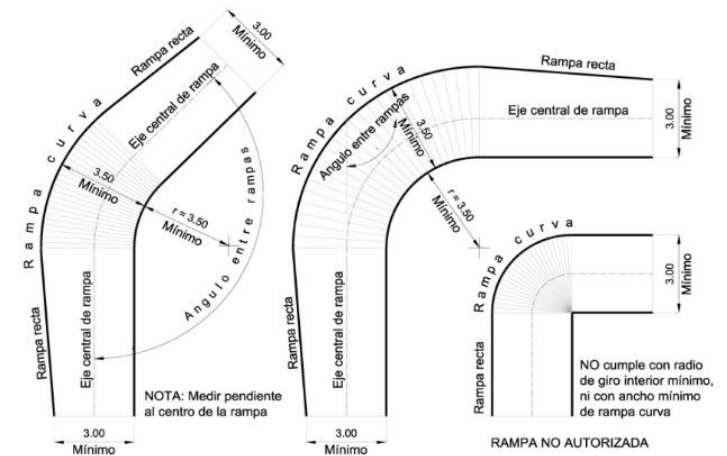 3.00
Mínimo
Rampa recta
Rampa curva
Eje central de rampa
3.50
Mínimo
r = 3.50
Mínimo
Angulo entre rampas
Rampa recta
Eje central de rampa
NOTA: Medir pendiente
al centro de la rampa
3.00
Mínimo
Rampa curva
Rampa recta
Eje central de rampa
3.00
Mínimo
Angulo entre rampas
3.50
Mínimo
r = 3.50
Mínimo
Rampa recta
Eje central de rampa
3.00
Mínimo
Rampa curva
3.00
Mínimo
Rampa recta
NO cumple con radio
de giro interior mínimo,
ni con ancho mínimo
de rampa curva
RAMPA NO AUTORIZADA